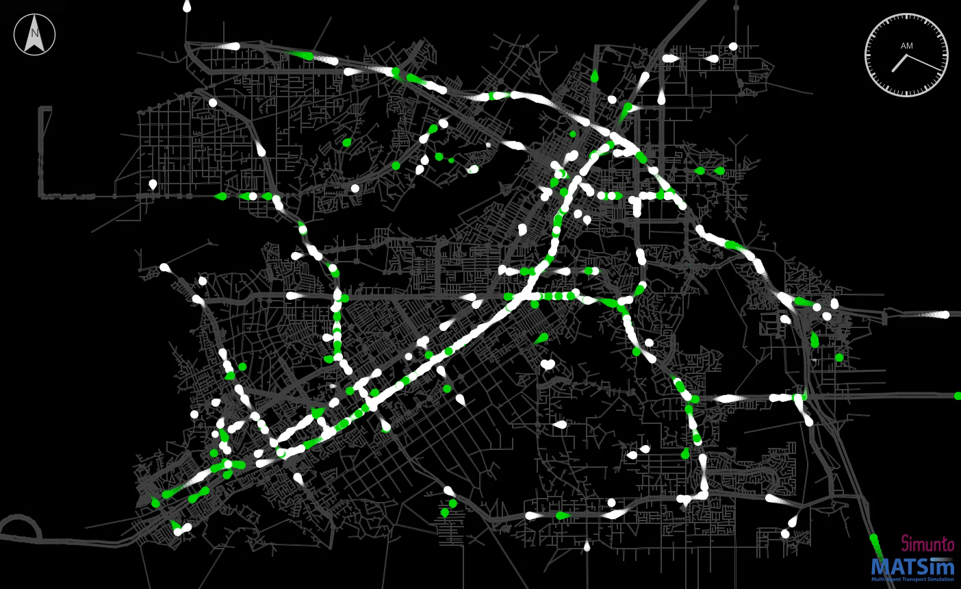 N
AM
Simunto
MATSim
Multi-Agent Transport Simulation